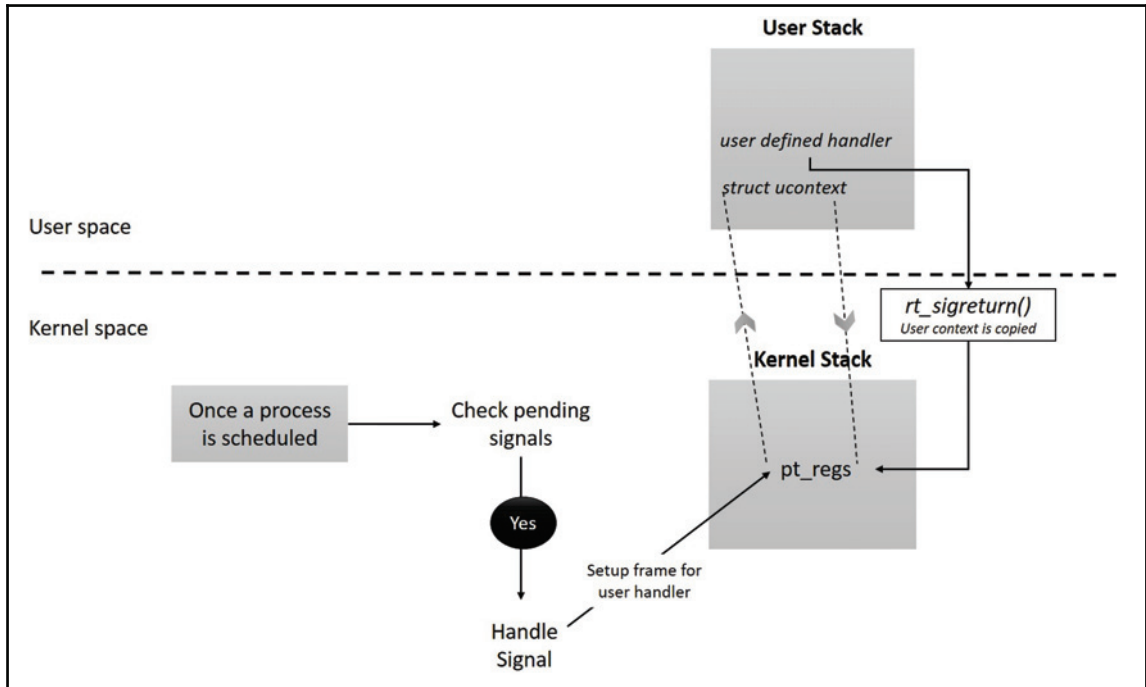 User Stack
user defined handler
struct ucontext
User space
Kernel space
rt_sigreturn()
User context is copied
Kernel Stack
Once a process
is scheduled
Check pending
signals
pt_regs
Yes
Setup frame for
user handler
Handle
Signal